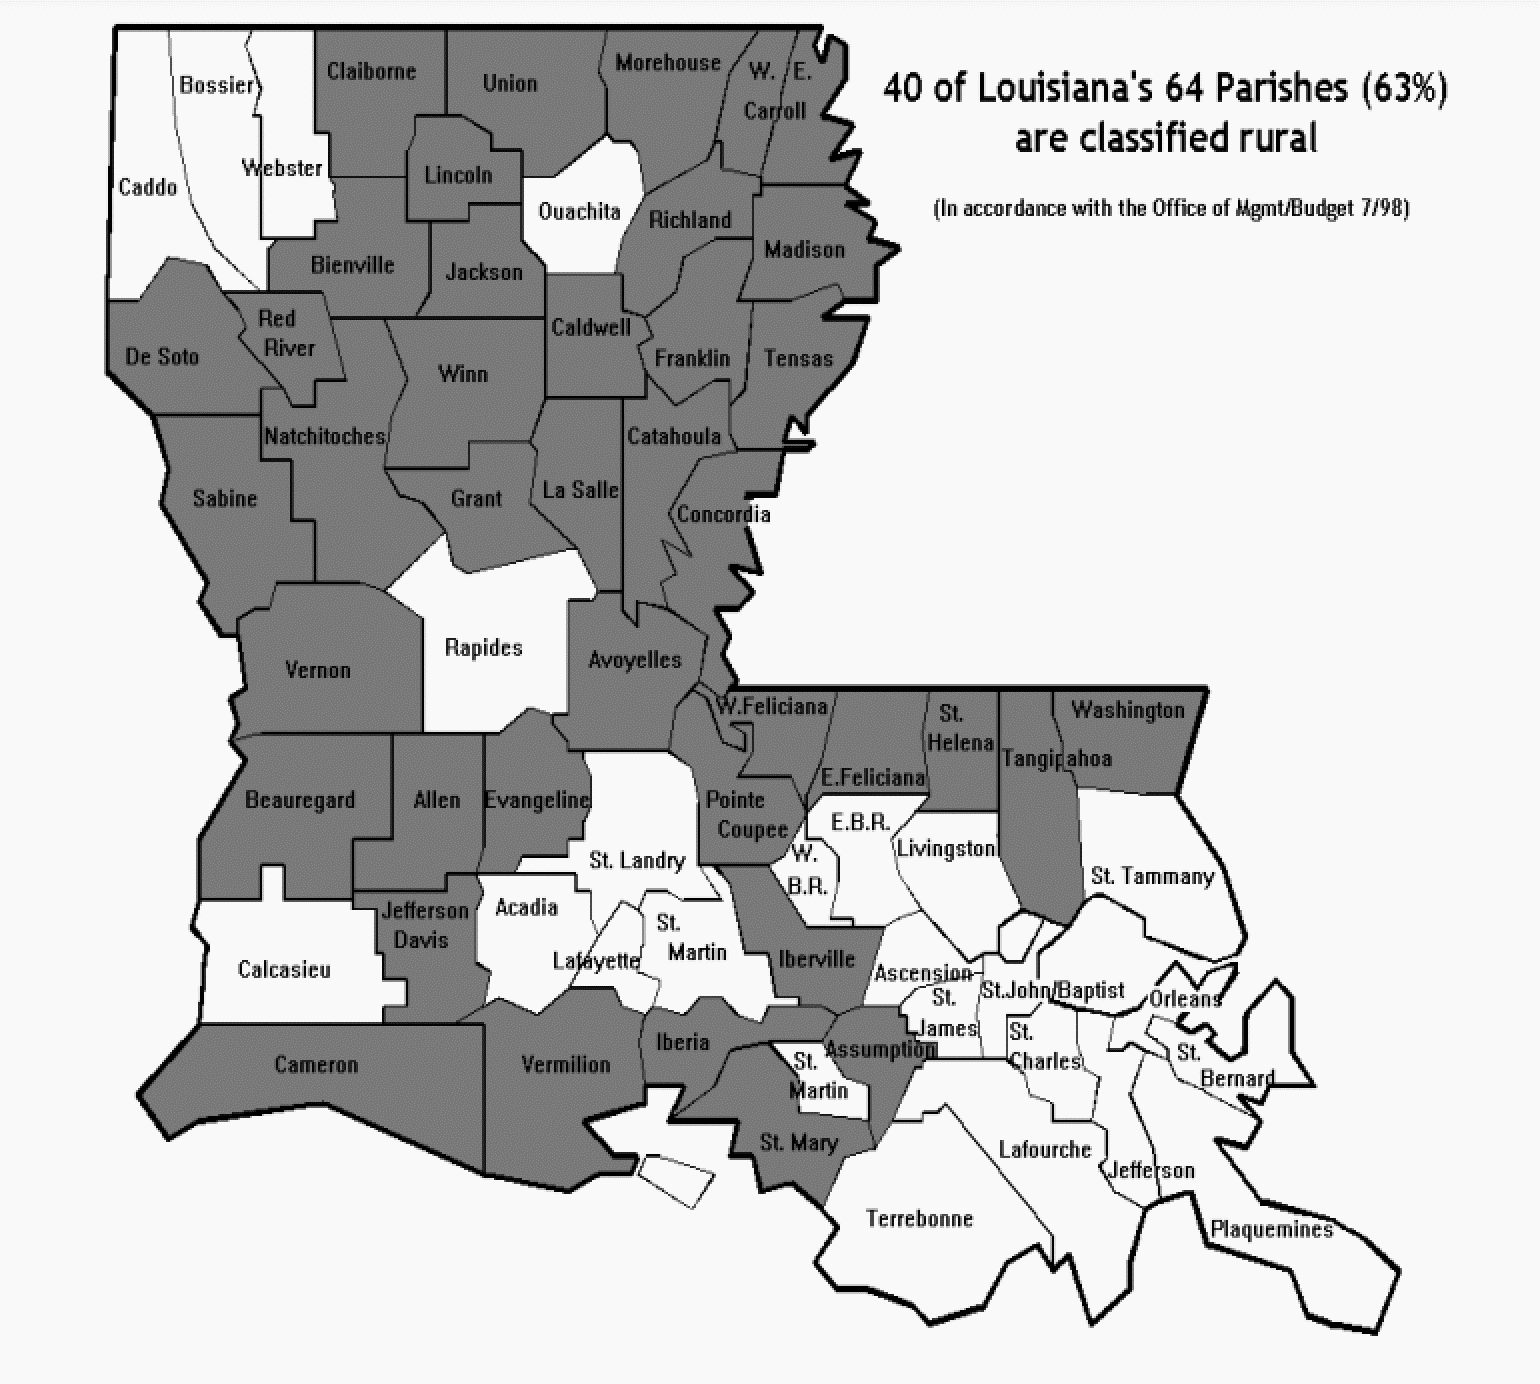 40 of Louisiana's 64 Parishes (63%)
are classified rural
(In accordance with the Office of Mgmt/Budget 7/98)
Caddo
Bossier
Webster
Claiborne
Union
Morehouse
W. E.
Carroll
Lincoln
Ouachita
Richland
Madison
Bienville
Jackson
Caldwell
Franklin
Tensas
De Soto
Red
River
Winn
Natchitoches
Catahoula
Sabine
Grant
La Salle
Concordia
Vernon
Rapides
Avoyelles
W.Feliciana
E.Feliciana
St.
Helena
Tangipahoa
Washington
Beauregard
Allen
Evangeline
Pointe
Coupee
E.B.R.
W.
B.R.
Livingston
St. Tammany
St. Landry
Jefferson
Davis
Acadia
Lafayette
St.
Martin
Iberville
Calcasieu
Ascension
St.
James
St.John/Baptist
Orleans
St.
Charles
St.
Bernard
Cameron
Vermilion
Iberia
Assumption
St.
Martin
St. Mary
Lafourche
Jefferson
Terrebonne
Plaquemines